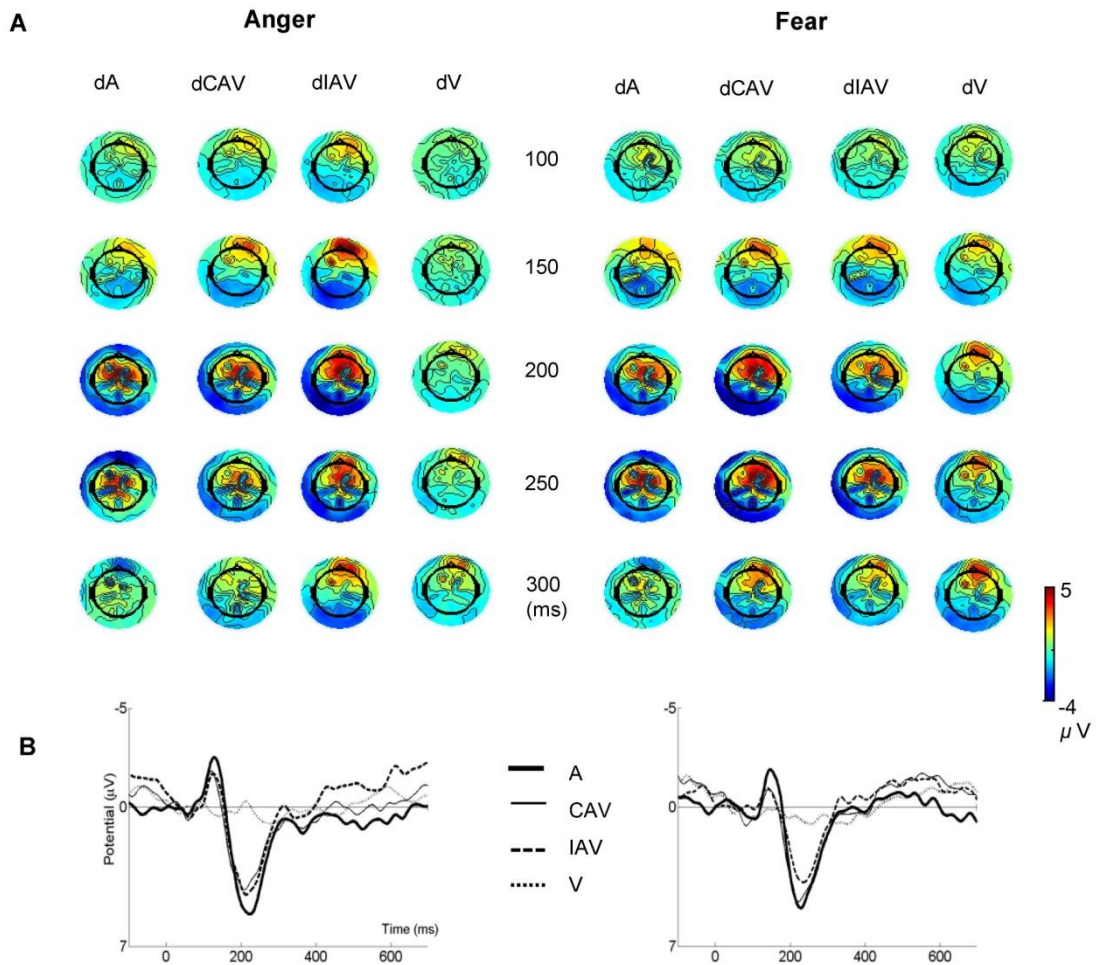 A Anger Fear
dA dCAV dIAV dV dA dCAV dIAV dV
100
150
200
250
300
(ms)
5
-4
μ V
B
-5 -5
A
CAV
IAV
V
Potential (μV)
0 0
Time (ms)
7 7
0 200 400 600 0 200 400 600